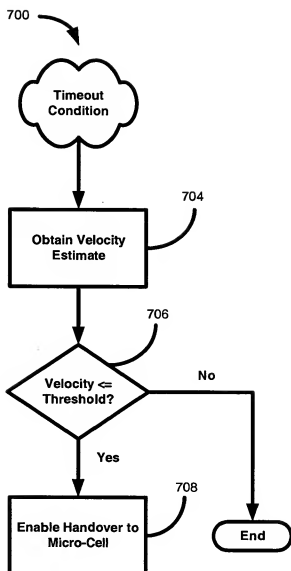 700
Timeout
Condition
704
Obtain Velocity
Estimate
706
Velocity <=
Threshold?
No
Yes
708
Enable Handover to
Micro-Cell
End